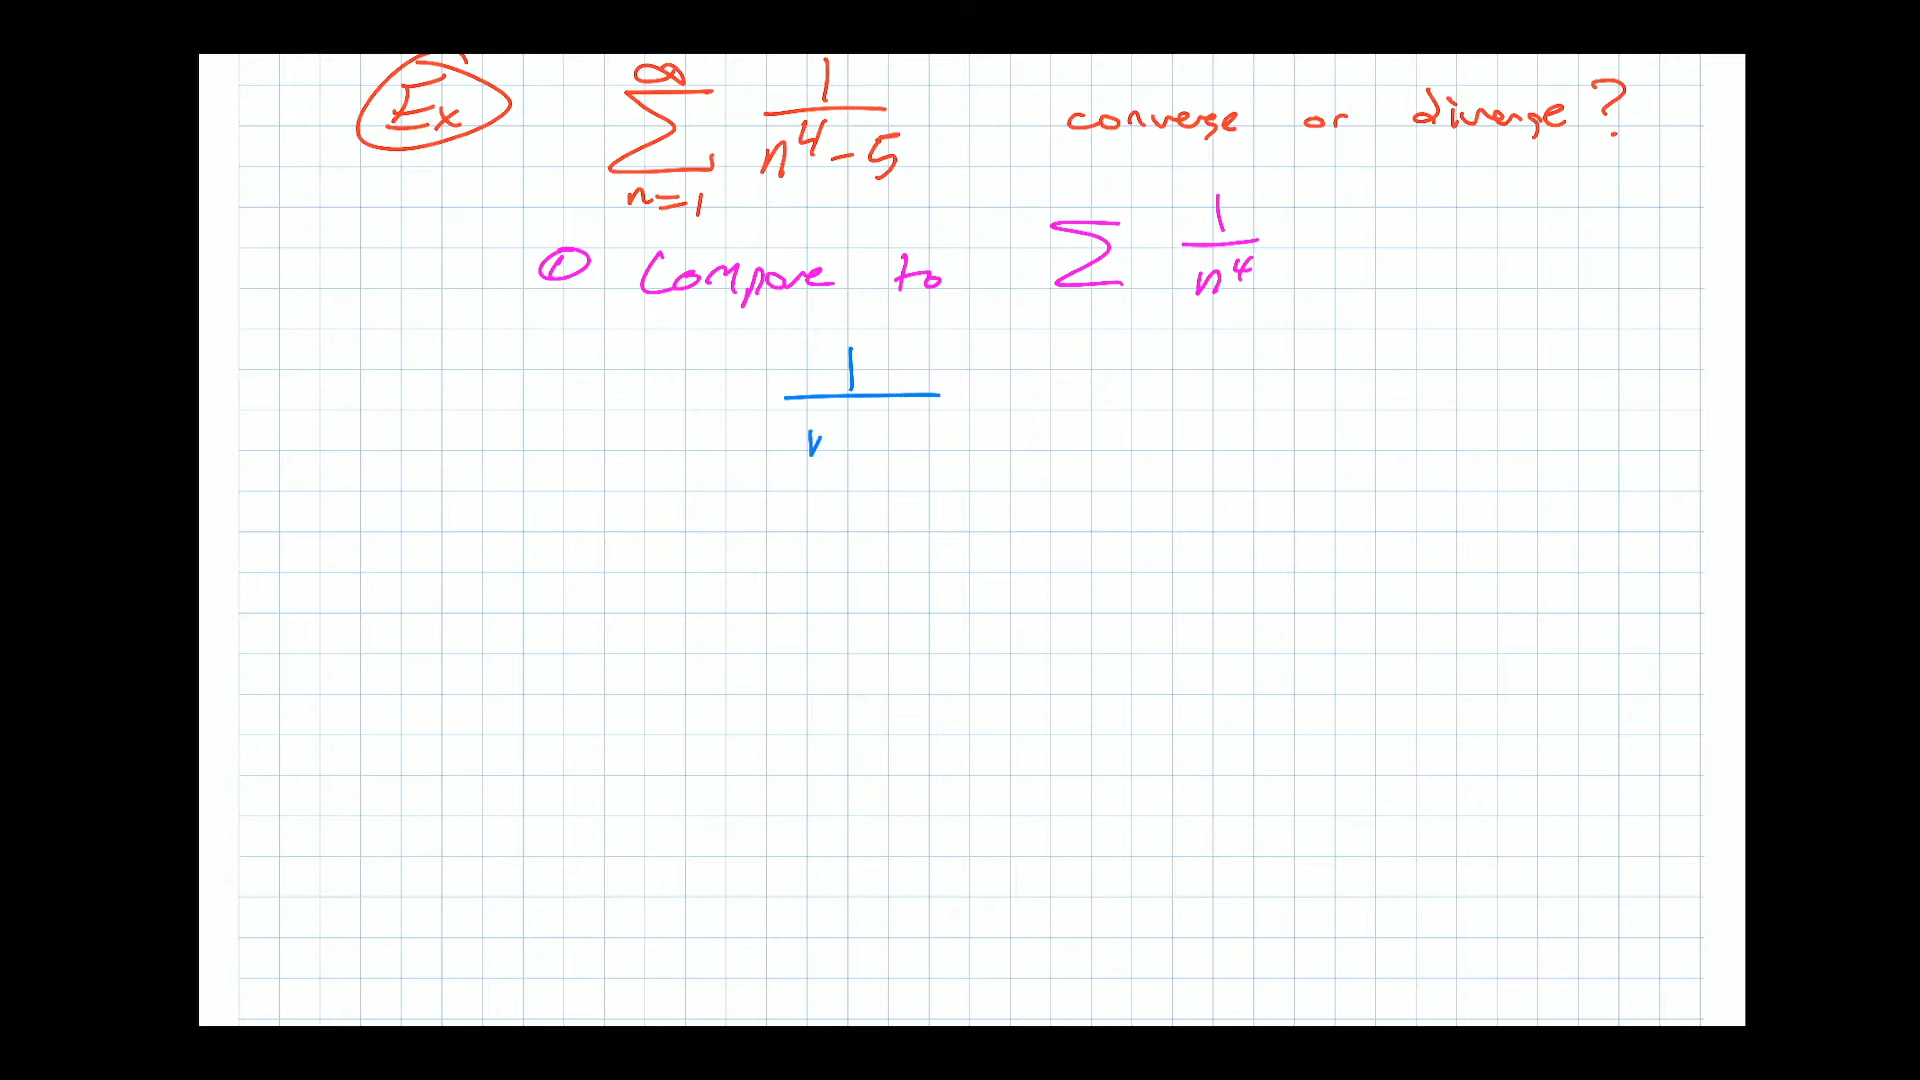 Ex ∞ Σ n=1 1/(n⁴-5) converge or diverge?
① Compare to Σ 1/n⁴
1/